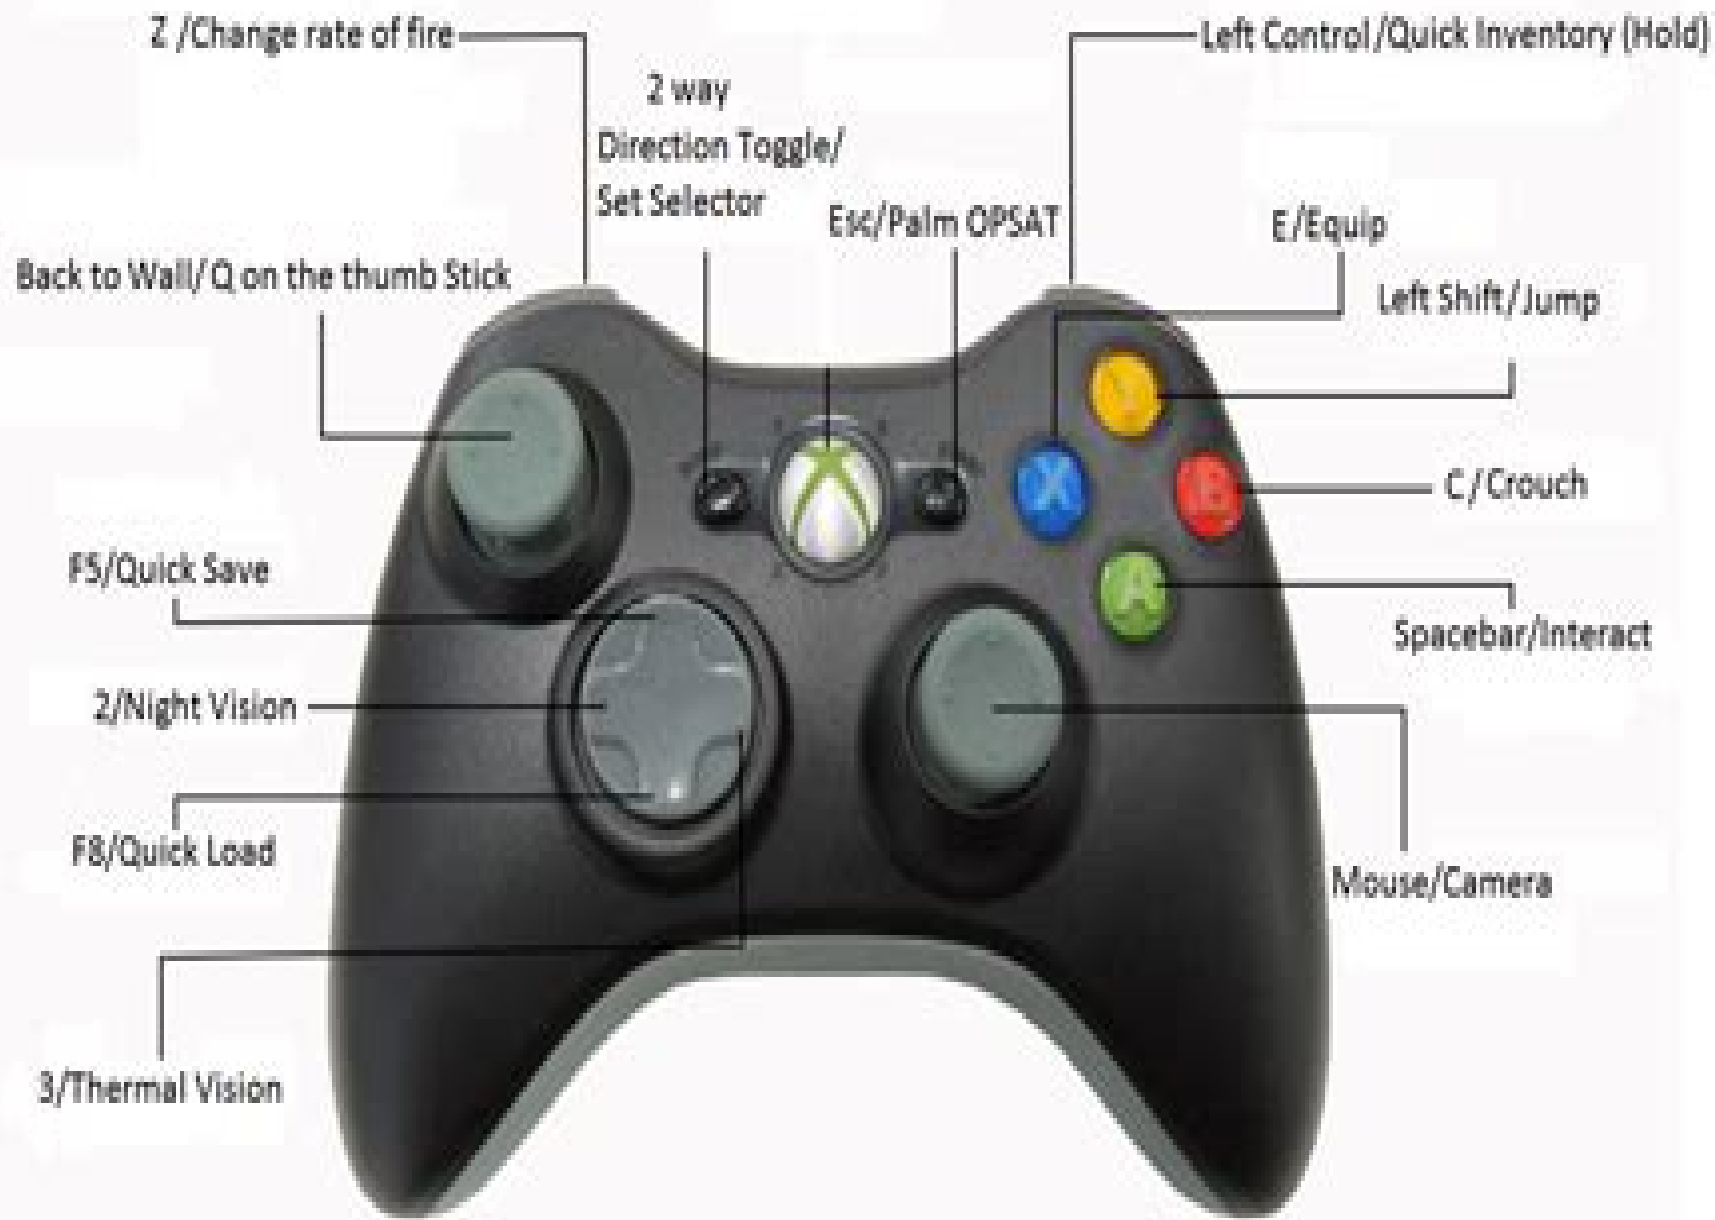 Z /Change rate of fire
Left Control/Quick Inventory (Hold)
2 way
Direction Toggle/
Set Selector
Esc/Palm OPSAT
E/Equip
Back to Wall/Q on the thumb Stick
Left Shift/Jump
Y
X
B
C/Crouch
A
F5/Quick Save
Spacebar/Interact
2/Night Vision
F8/Quick Load
Mouse/Camera
3/Thermal Vision